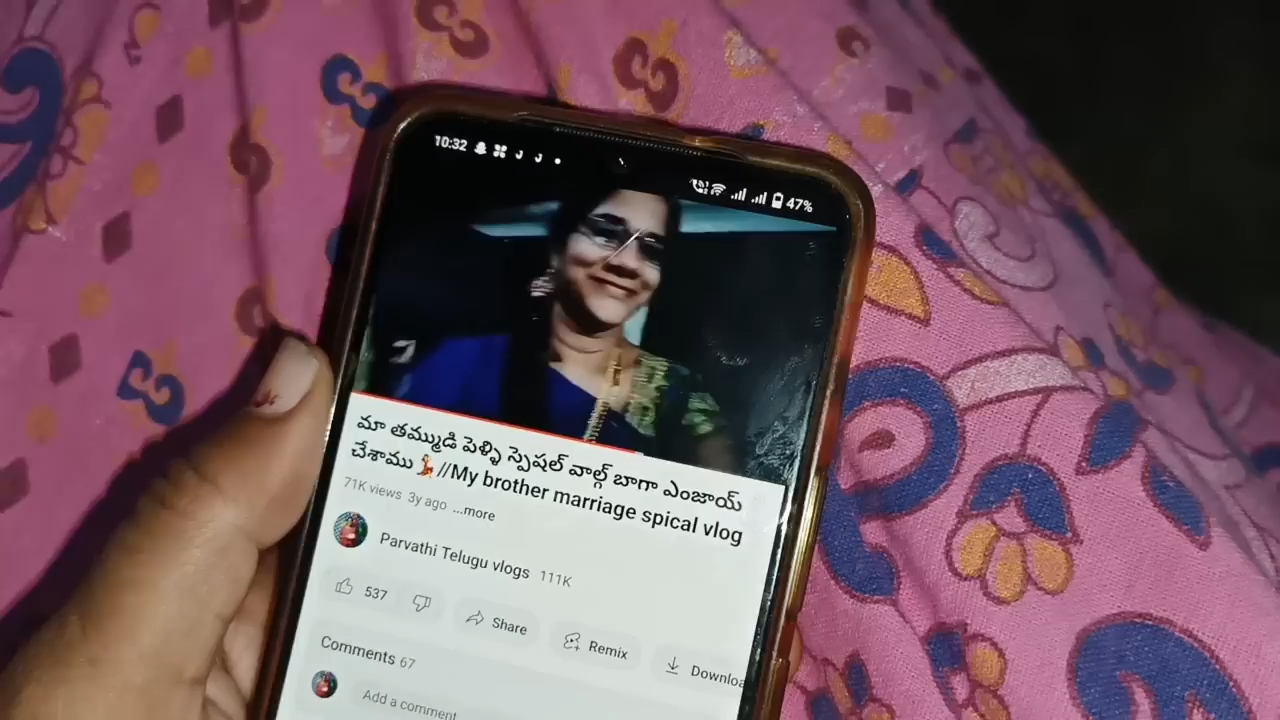 10:32
47%
మా తమ్ముడి పెళ్ళి స్పెషల్ వాల్గ్ బాగా ఎంజాయ్
చేశాము💃//My brother marriage spical vlog
71K views 3y ago ...more
Parvathi Telugu vlogs 111K
537 Share Remix Downloa
Comments 67
Add a comment